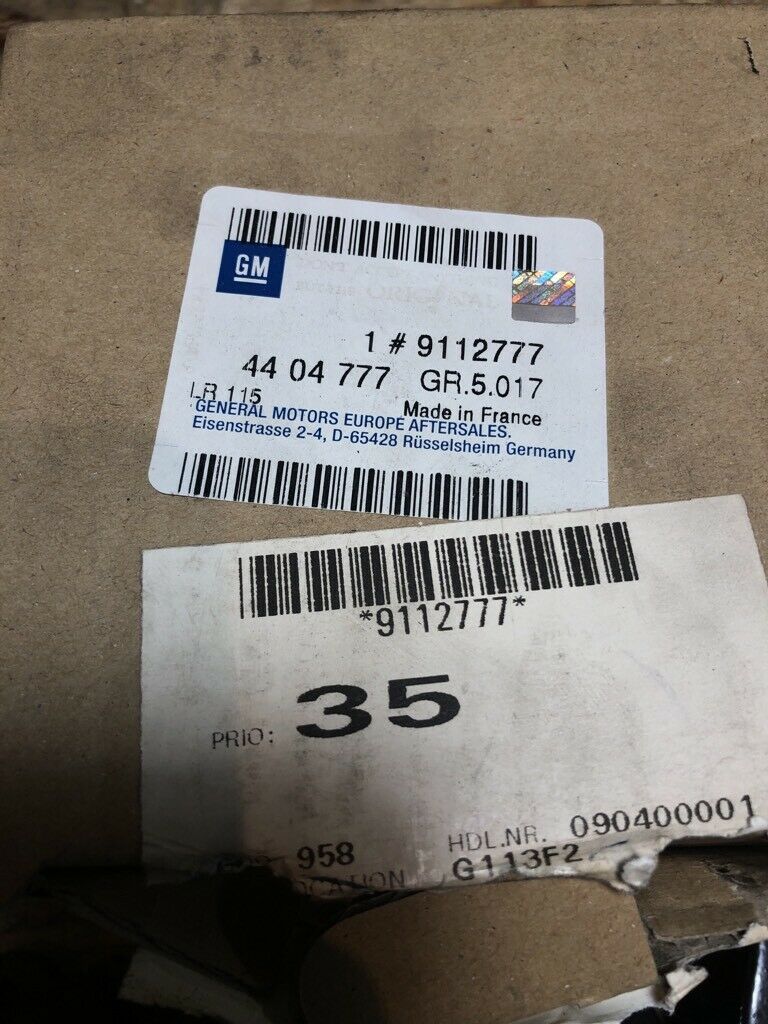 GM
1 # 9112777
44 04 777 GR.5.017
LR 115 Made in France
GENERAL MOTORS EUROPE AFTERSALES.
Eisenstrasse 2-4, D-65428 Rüsselsheim Germany
*9112777*
PRIO: 35
958 HDL.NR. 090400001
G113F2